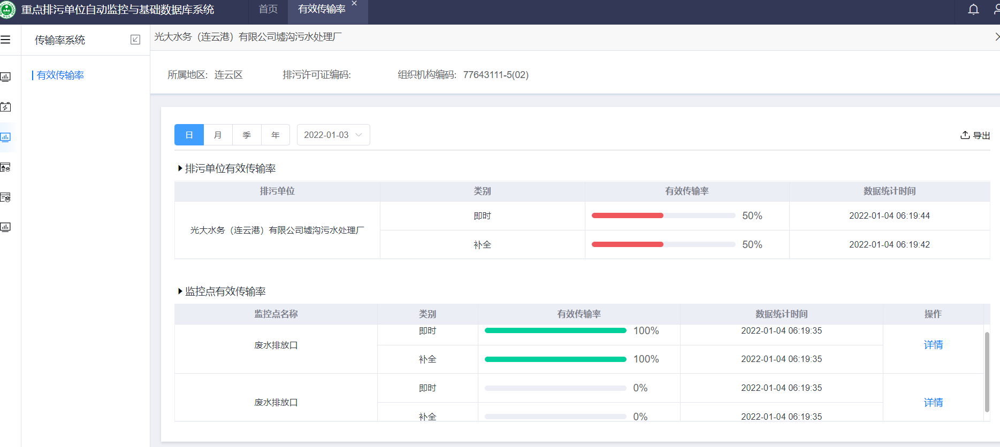 重点排污单位自动监控与基础数据库系统
首页
有效传输率
传输率系统
有效传输率
光大水务（连云港）有限公司墟沟污水处理厂
所属地区: 连云区 排污许可证编码: 组织机构编码: 77643111-5(02)
日 月 季 年 2022-01-03 导出
排污单位有效传输率
排污单位 类别 有效传输率 数据统计时间
即时 50% 2022-01-04 06:19:44
光大水务（连云港）有限公司墟沟污水处理厂
补全 50% 2022-01-04 06:19:42
监控点有效传输率
监控点名称 类别 有效传输率 数据统计时间 操作
即时 100% 2022-01-04 06:19:35
废水排放口 详情
补全 100% 2022-01-04 06:19:35
即时 0% 2022-01-04 06:19:35
废水排放口 详情
补全 0% 2022-01-04 06:19:35